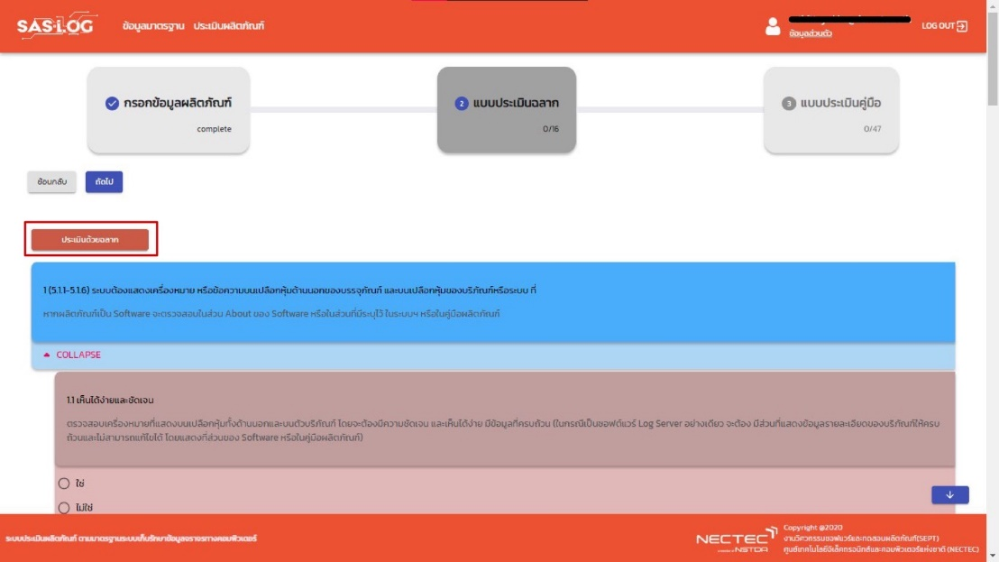 SAS:LOG ข้อมูลมาตรฐาน ประเมินผลิตภัณฑ์
ข้อมูลส่วนตัว
LOG OUT
กรอกข้อมูลผลิตภัณฑ์
complete
2 แบบประเมินฉลาก
0/16
3 แบบประเมินคู่มือ
0/47
ย้อนกลับ ถัดไป
ประเมินด้วยฉลาก
1 (5.1.1-5.1.6) ระบบต้องแสดงเครื่องหมาย หรือข้อความบนเปลือกหุ้มด้านนอกของบรรจุภัณฑ์ และบนเปลือกหุ้มของบริภัณฑ์หรือระบบ ที่
หากผลิตภัณฑ์เป็น Software จะตรวจสอบในส่วน About ของ Software หรือในส่วนที่มีระบุไว้ ในระบบฯ หรือในคู่มือผลิตภัณฑ์
COLLAPSE
1.1 เห็นได้ง่ายและชัดเจน
ตรวจสอบเครื่องหมายที่แสดงบนเปลือกหุ้มทั้งด้านนอกและบนตัวบริภัณฑ์ โดยจะต้องมีความชัดเจน และเห็นได้ง่าย มีข้อมูลที่ครบถ้วน (ในกรณีเป็นซอฟต์แวร์ Log Server อย่างเดียว จะต้อง มีส่วนที่แสดงข้อมูลรายละเอียดของบริภัณฑ์ให้ครบ
ถ้วนและไม่สามารถแก้ไขได้ โดยแสดงที่ส่วนของ Software หรือในคู่มือผลิตภัณฑ์)
ใช่
ไม่ใช่
ระบบประเมินผลิตภัณฑ์ ตามมาตรฐานระบบเก็บรักษาข้อมูลจราจรทางคอมพิวเตอร์
NECTEC
NSTDA
Copyright @2020
งานวิศวกรรมซอฟแวร์และทดสอบผลิตภัณฑ์(SEPT)
ศูนย์เทคโนโลยีอิเล็กทรอนิกส์และคอมพิวเตอร์แห่งชาติ (NECTEC)